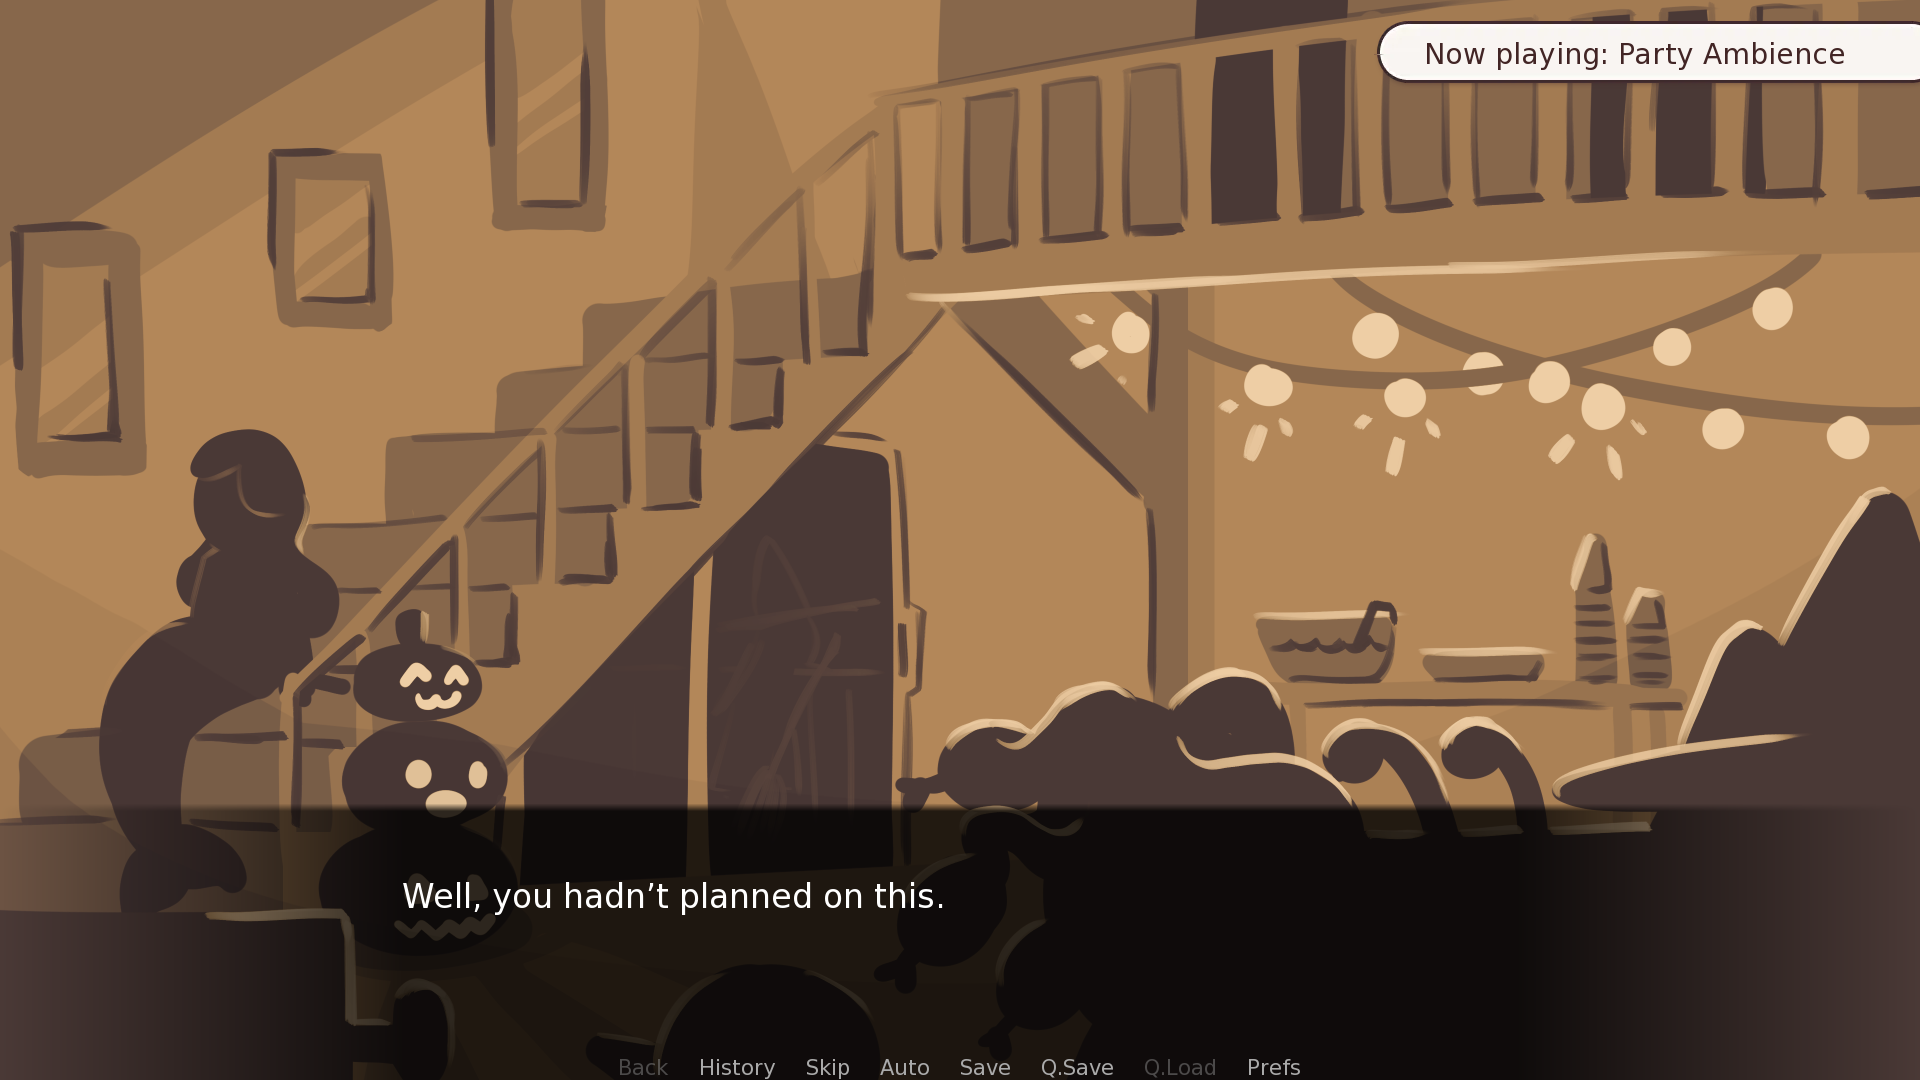 Now playing: Party Ambience
Well, you hadn’t planned on this.
Back History Skip Auto Save Q.Save Q.Load Prefs